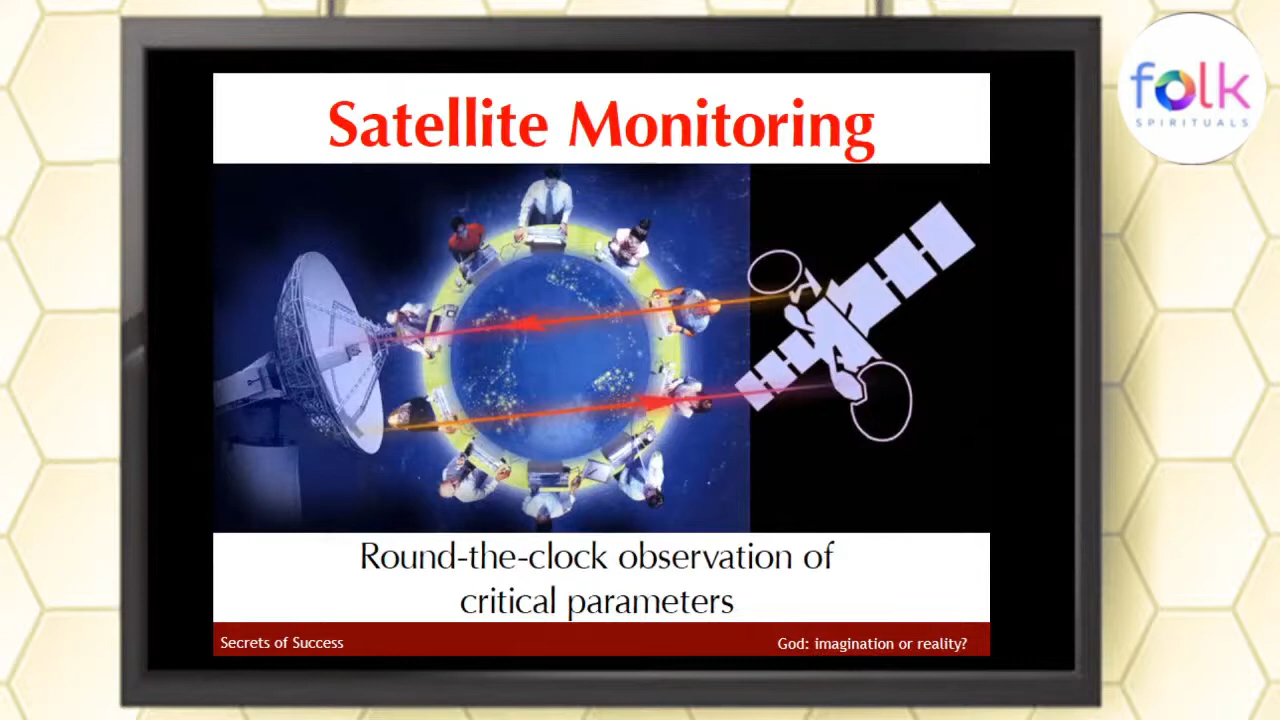 Satellite Monitoring
folk
SPIRITUALS
Round-the-clock observation of
critical parameters
Secrets of Success
God: imagination or reality?